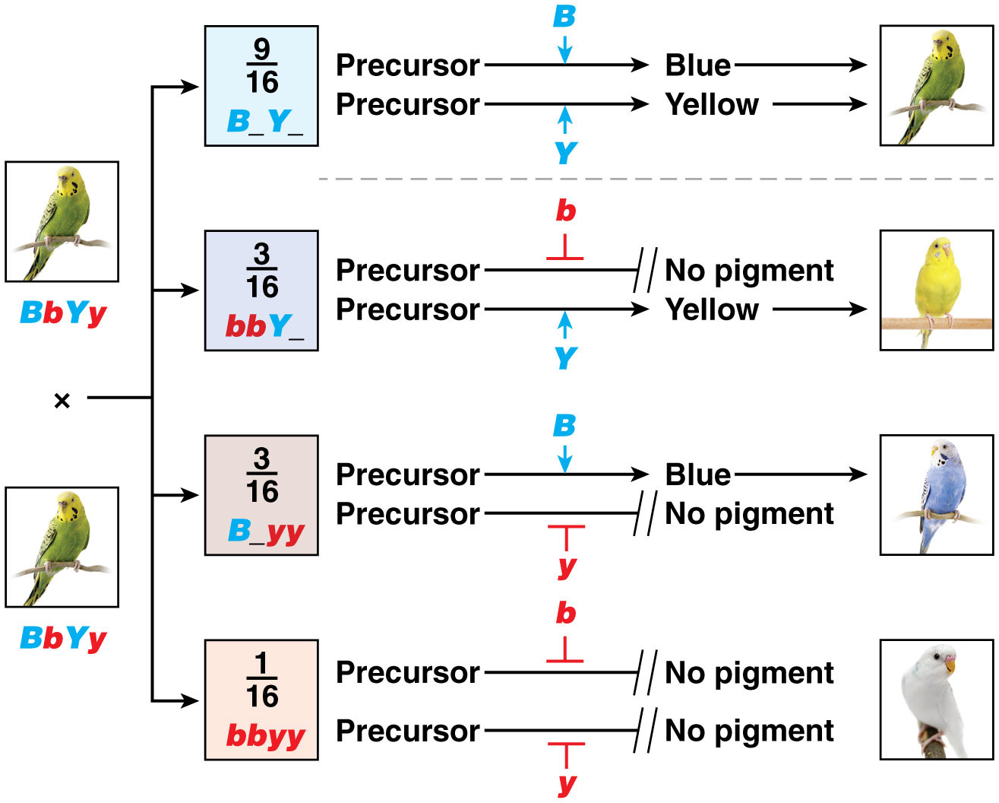 B
9
16
B_Y_
Precursor Blue
Precursor Yellow
Y
b
3
16
bbY_
Precursor No pigment
Precursor Yellow
Y
BbYy
×
B
3
16
B_yy
Precursor Blue
Precursor No pigment
y
BbYy
b
1
16
bbyy
Precursor No pigment
Precursor No pigment
y